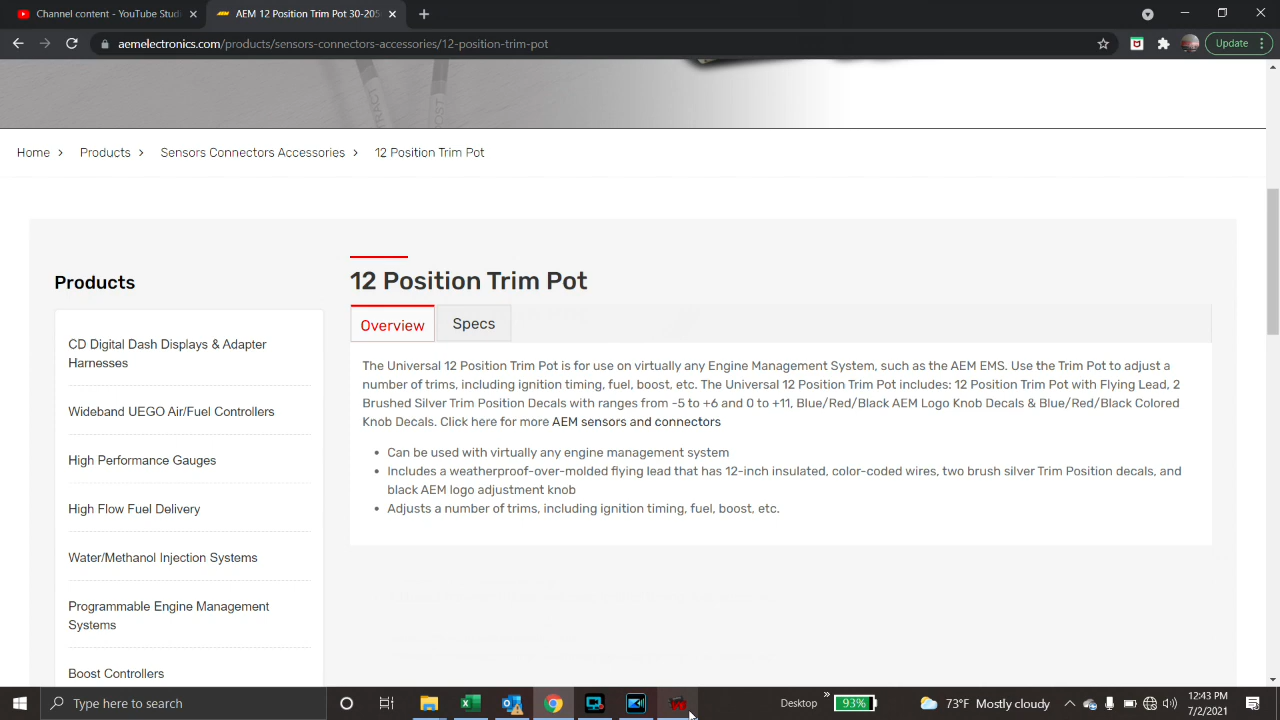 Channel content - YouTube Studi
AEM 12 Position Trim Pot 30-205
aemelectronics.com/products/sensors-connectors-accessories/12-position-trim-pot
Update
Home > Products > Sensors Connectors Accessories > 12 Position Trim Pot
Products
CD Digital Dash Displays & Adapter
Harnesses
Wideband UEGO Air/Fuel Controllers
High Performance Gauges
High Flow Fuel Delivery
Water/Methanol Injection Systems
Programmable Engine Management
Systems
Boost Controllers
12 Position Trim Pot
Overview
Specs
The Universal 12 Position Trim Pot is for use on virtually any Engine Management System, such as the AEM EMS. Use the Trim Pot to adjust a
number of trims, including ignition timing, fuel, boost, etc. The Universal 12 Position Trim Pot includes: 12 Position Trim Pot with Flying Lead, 2
Brushed Silver Trim Position Decals with ranges from -5 to +6 and 0 to +11, Blue/Red/Black AEM Logo Knob Decals & Blue/Red/Black Colored
Knob Decals. Click here for more AEM sensors and connectors
• Can be used with virtually any engine management system
• Includes a weatherproof-over-molded flying lead that has 12-inch insulated, color-coded wires, two brush silver Trim Position decals, and
black AEM logo adjustment knob
• Adjusts a number of trims, including ignition timing, fuel, boost, etc.
Type here to search
Desktop
93%
73°F Mostly cloudy
12:43 PM
7/2/2021